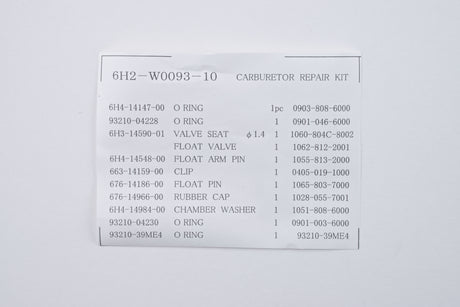 6H2-W0093-10 CARBURETOR REPAIR KIT
6H4-14147-00 O RING 1pc 0903-808-6000
93210-04228 O RING 1 0901-046-6000
6H3-14590-01 VALVE SEAT φ1.4 1 1060-804C-8002
FLOAT VALVE 1 1062-812-2001
6H4-14548-00 FLOAT ARM PIN 1 1055-813-2000
663-14159-00 CLIP 1 0405-019-1000
676-14186-00 FLOAT PIN 1 1065-803-7000
676-14966-00 RUBBER CAP 1 1028-055-7001
6H4-14984-00 CHAMBER WASHER 1 1051-808-6000
93210-04230 O RING 1 0901-003-6000
93210-39ME4 O RING 1 93210-39ME4